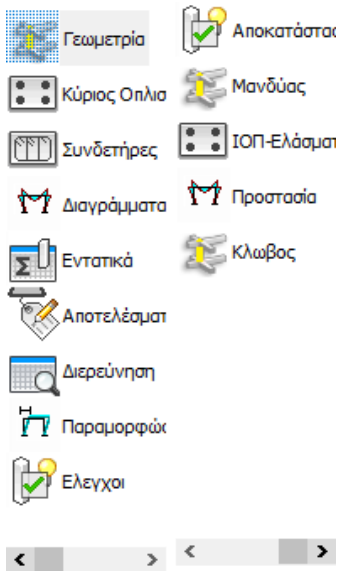 Γεωμετρία
Κύριος Οπλισ
Συνδετήρες
Διαγράμματα
Εντατικά
Αποτελέσματ
Διερεύνηση
Παραμορφώσ
Ελεγχοι
Αποκατάστασ
Μανδύας
ΙΟΠ-Ελάσματ
Προστασία
Κλωβος